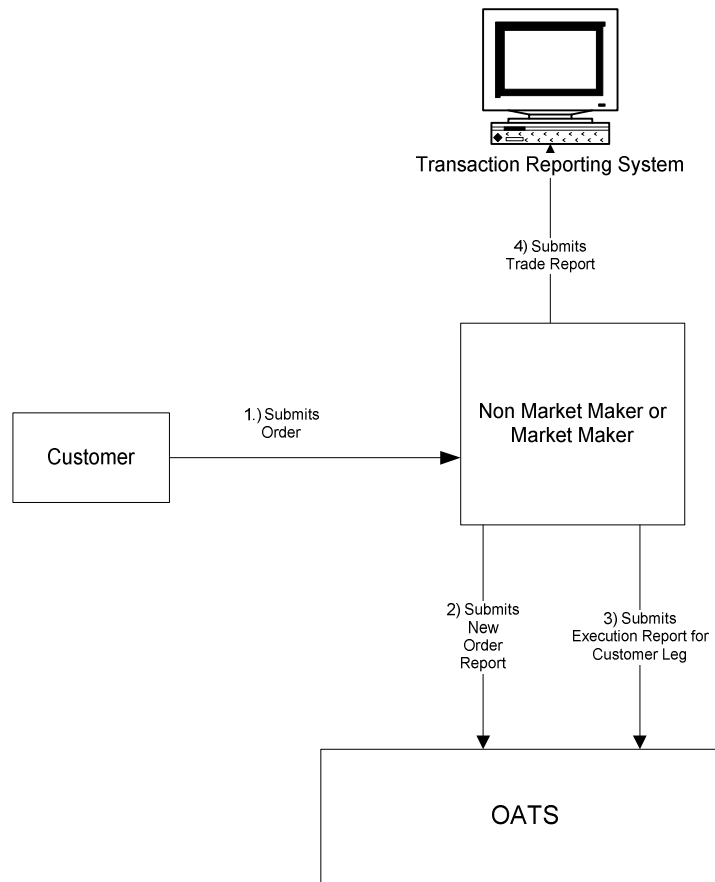 Transaction Reporting System
4) Submits
Trade Report
Non Market Maker or
Market Maker
1.) Submits
Order
Customer
2) Submits
New
Order
Report
3) Submits
Execution Report for
Customer Leg
OATS